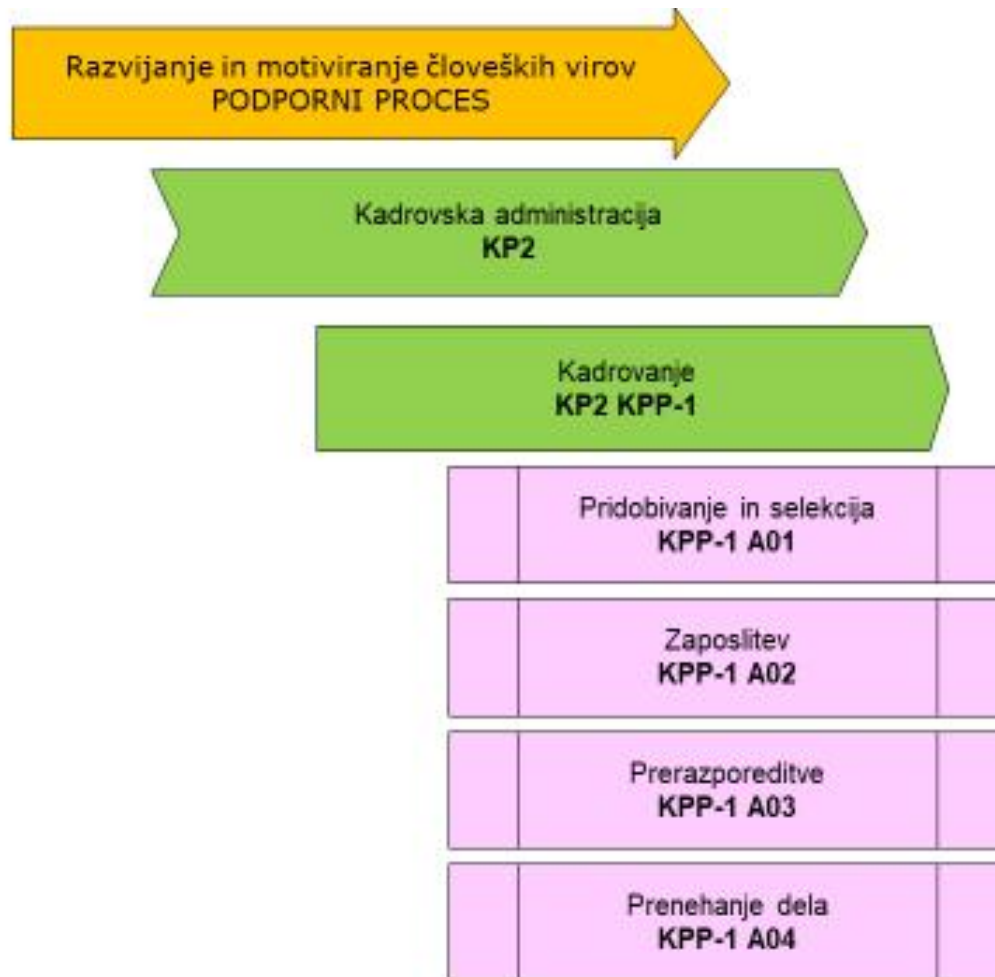 Razvijanje in motiviranje človeških virov
PODPORNI PROCES
Kadrovska administracija
KP2
Kadrovanje
KP2 KPP-1
Pridobivanje in selekcija
KPP-1 A01
Zaposlitev
KPP-1 A02
Prerazporeditve
KPP-1 A03
Prenehanje dela
KPP-1 A04